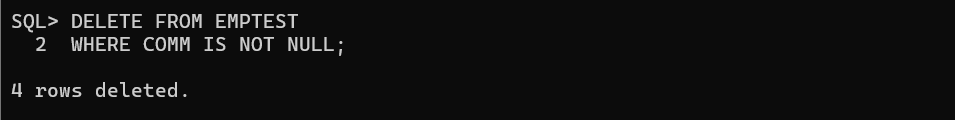 SQL> DELETE FROM EMPTEST
  2  WHERE COMM IS NOT NULL;
4 rows deleted.